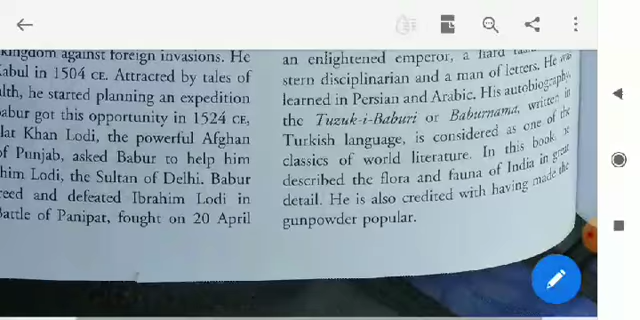 kingdom against foreign invasions. He
Kabul in 1504 CE. Attracted by tales of
alth, he started planning an expedition
abur got this opportunity in 1524 CE,
lat Khan Lodi, the powerful Afghan
of Punjab, asked Babur to help him
him Lodi, the Sultan of Delhi. Babur
reed and defeated Ibrahim Lodi in
Battle of Panipat, fought on 20 April
an enlightened emperor, a hard
stern disciplinarian and a man of letters. He was
learned in Persian and Arabic. His autobiography,
the Tuzuk-i-Baburi or Baburnama, written in
Turkish language, is considered as one of the
classics of world literature. In this book, he
described the flora and fauna of India in great
detail. He is also credited with having made the
gunpowder popular.